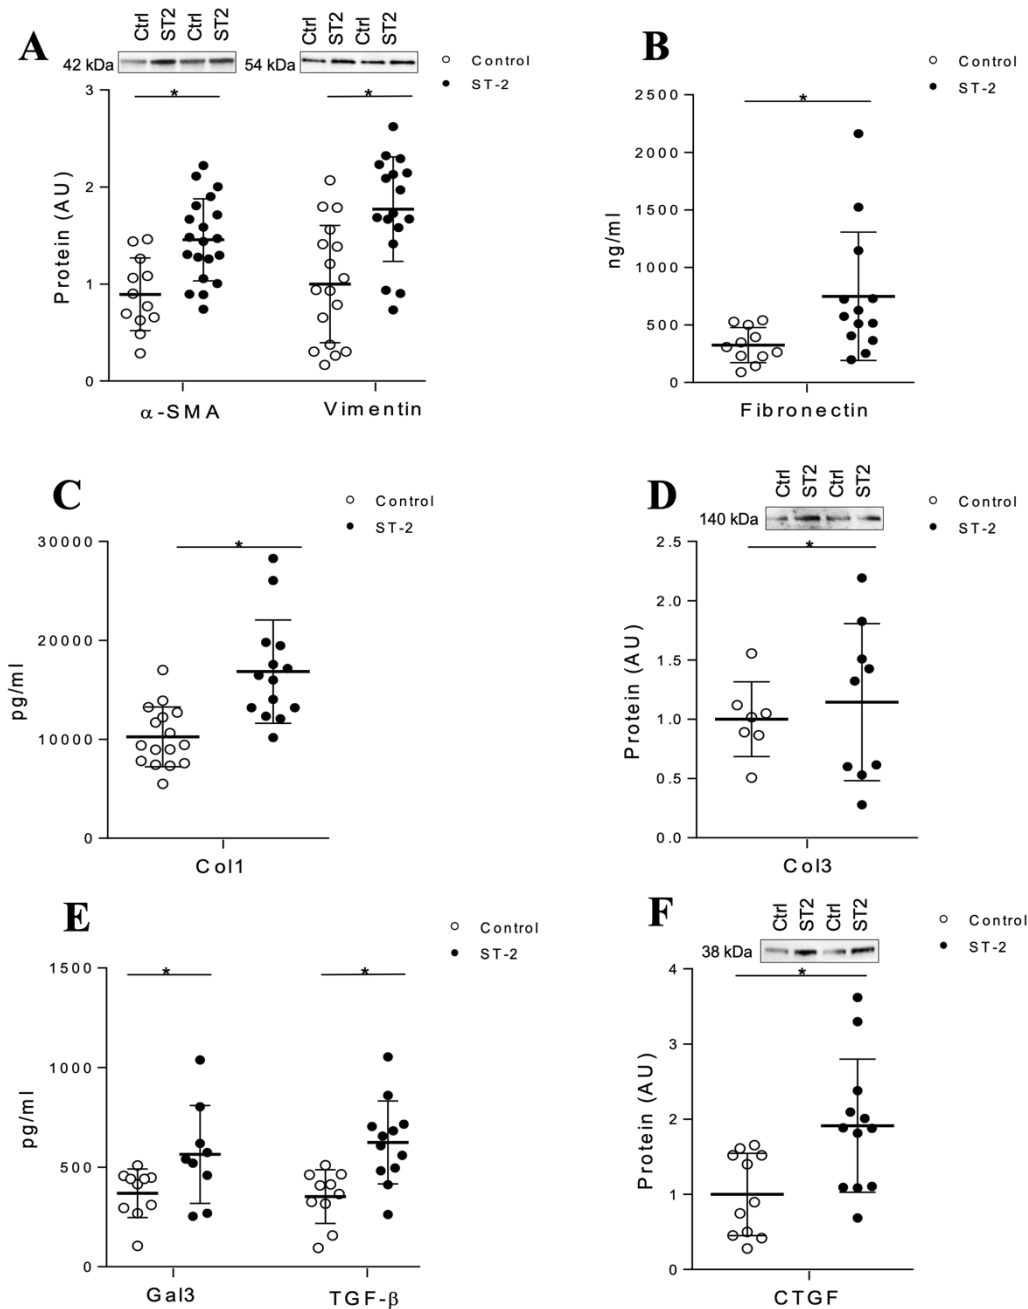 A
Ctrl ST2 Ctrl ST2
Ctrl ST2 Ctrl ST2
42 kDa
54 kDa
Control
ST-2
*
*
Protein (AU)
3
2
1
0
α-SMA
Vimentin
B
Control
ST-2
*
ng/ml
2500
2000
1500
1000
500
0
Fibronectin
C
Control
ST-2
*
pg/ml
30000
20000
10000
0
Col1
D
Ctrl ST2 Ctrl ST2
140 kDa
Control
ST-2
*
Protein (AU)
2.5
2.0
1.5
1.0
0.5
0.0
Col3
E
Control
ST-2
*
*
pg/ml
1500
1000
500
0
Gal3
TGF-β
F
Ctrl ST2 Ctrl ST2
38 kDa
Control
ST-2
*
Protein (AU)
4
3
2
1
0
CTGF